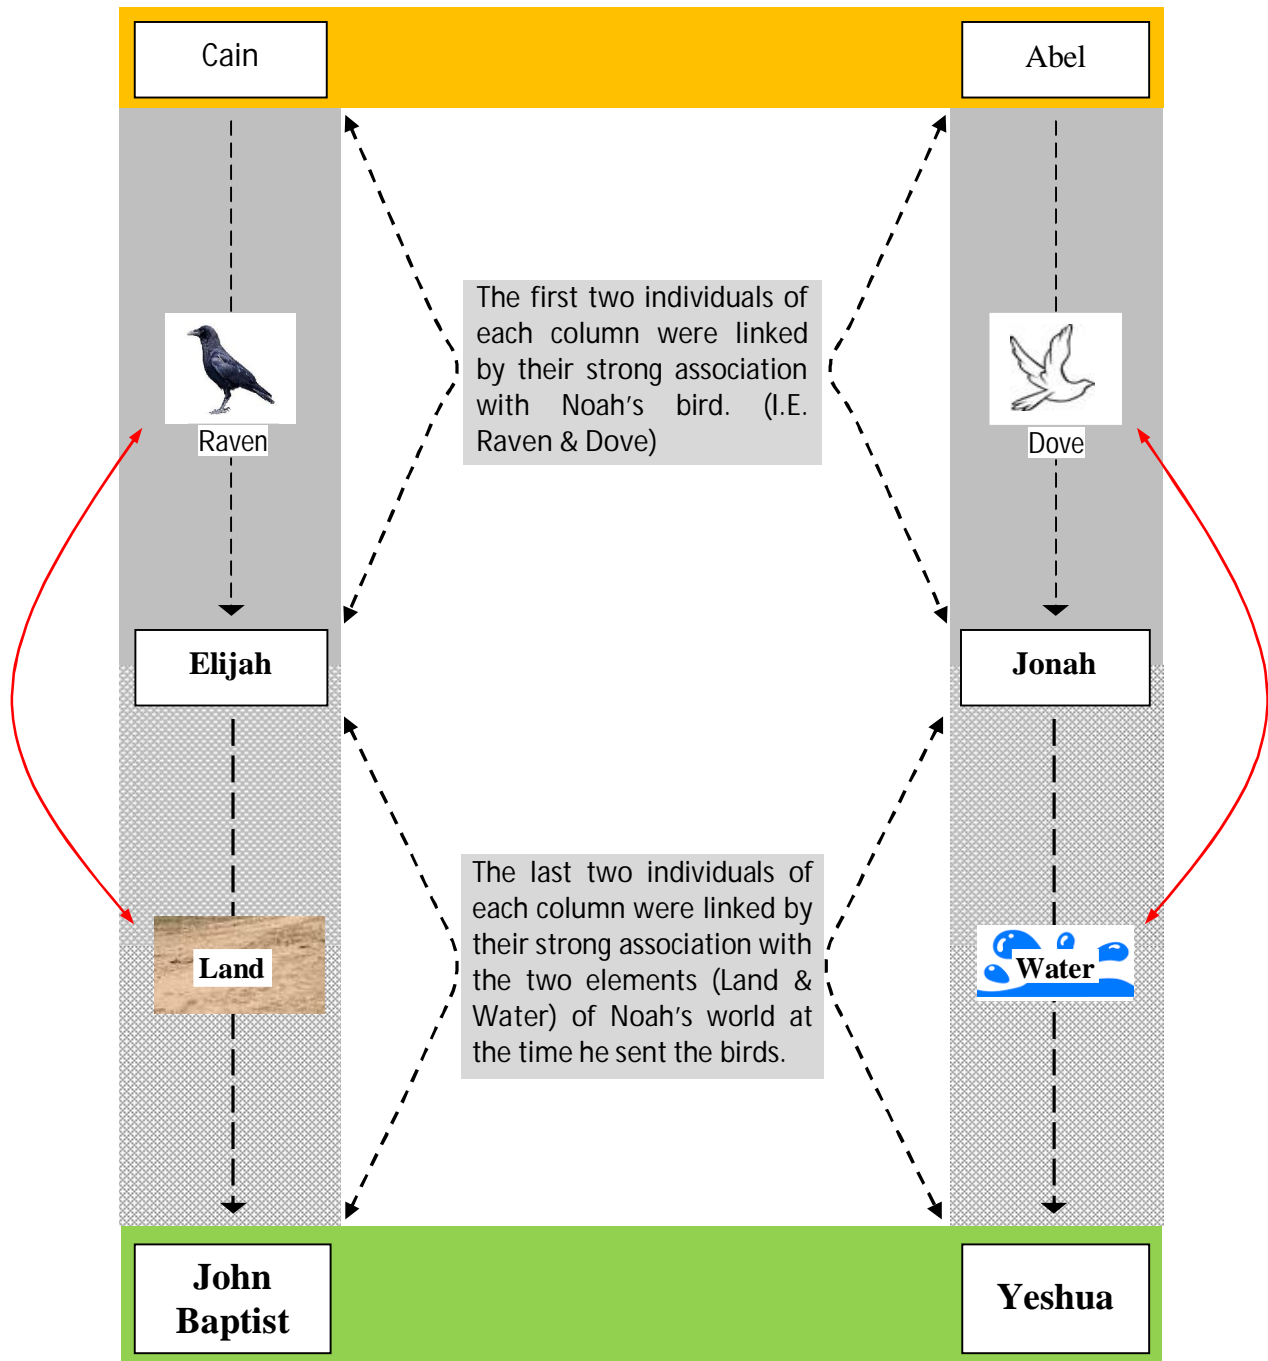 Cain
Abel
The first two individuals of
each column were linked
by their strong association
with Noah's bird. (I.E.
Raven & Dove)
Raven
Dove
Elijah
Jonah
The last two individuals of
each column were linked by
their strong association with
the two elements (Land &
Water) of Noah's world at
the time he sent the birds.
Land
Water
John
Baptist
Yeshua